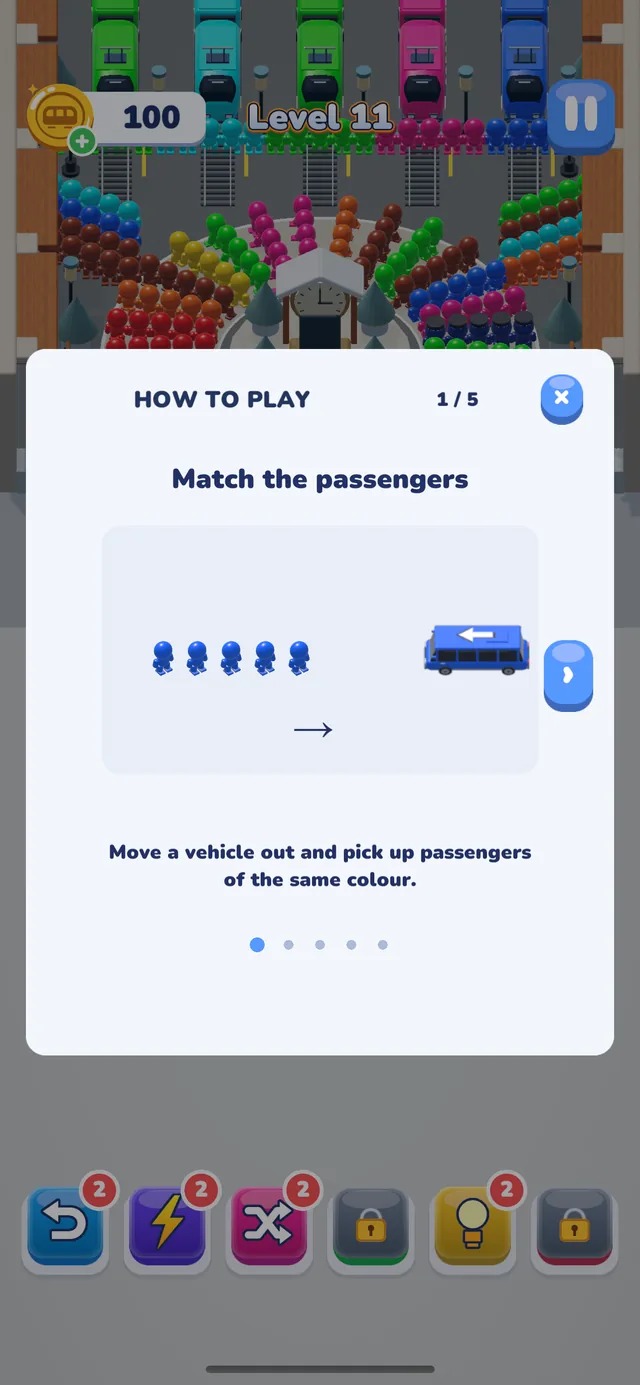 100
Level 11
HOW TO PLAY
1 / 5
Match the passengers
Move a vehicle out and pick up passengers
of the same colour.
2
2
2
2